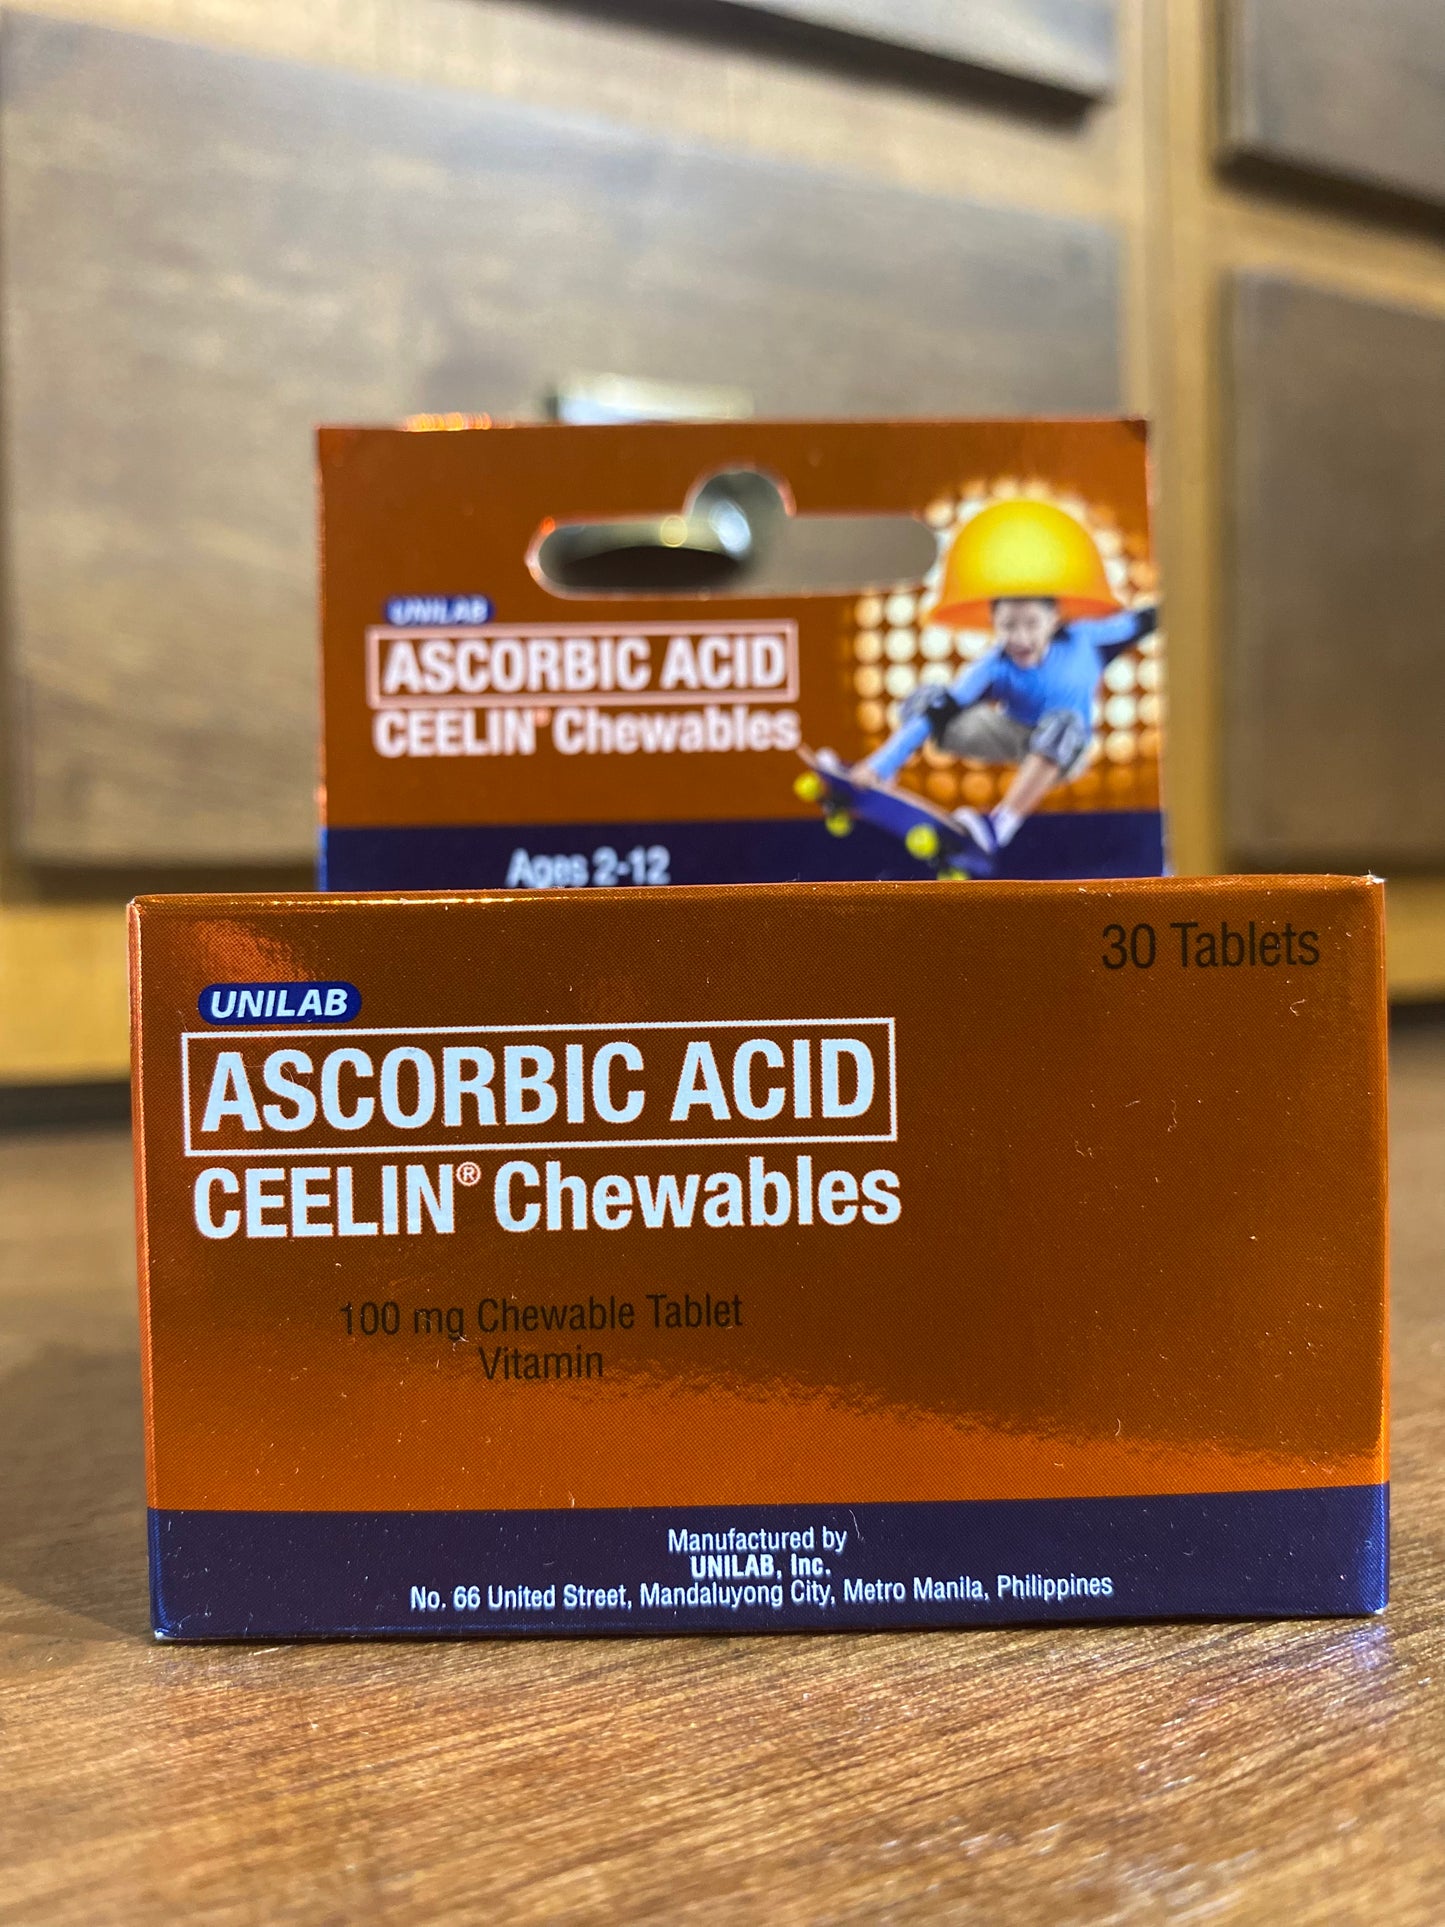 UNILAB
ASCORBIC ACID
CEELIN® Chewables
Ages 2-12
30 Tablets
UNILAB
ASCORBIC ACID
CEELIN® Chewables
100 mg Chewable Tablet
Vitamin
Manufactured by
UNILAB, Inc.
No. 66 United Street, Mandaluyong City, Metro Manila, Philippines